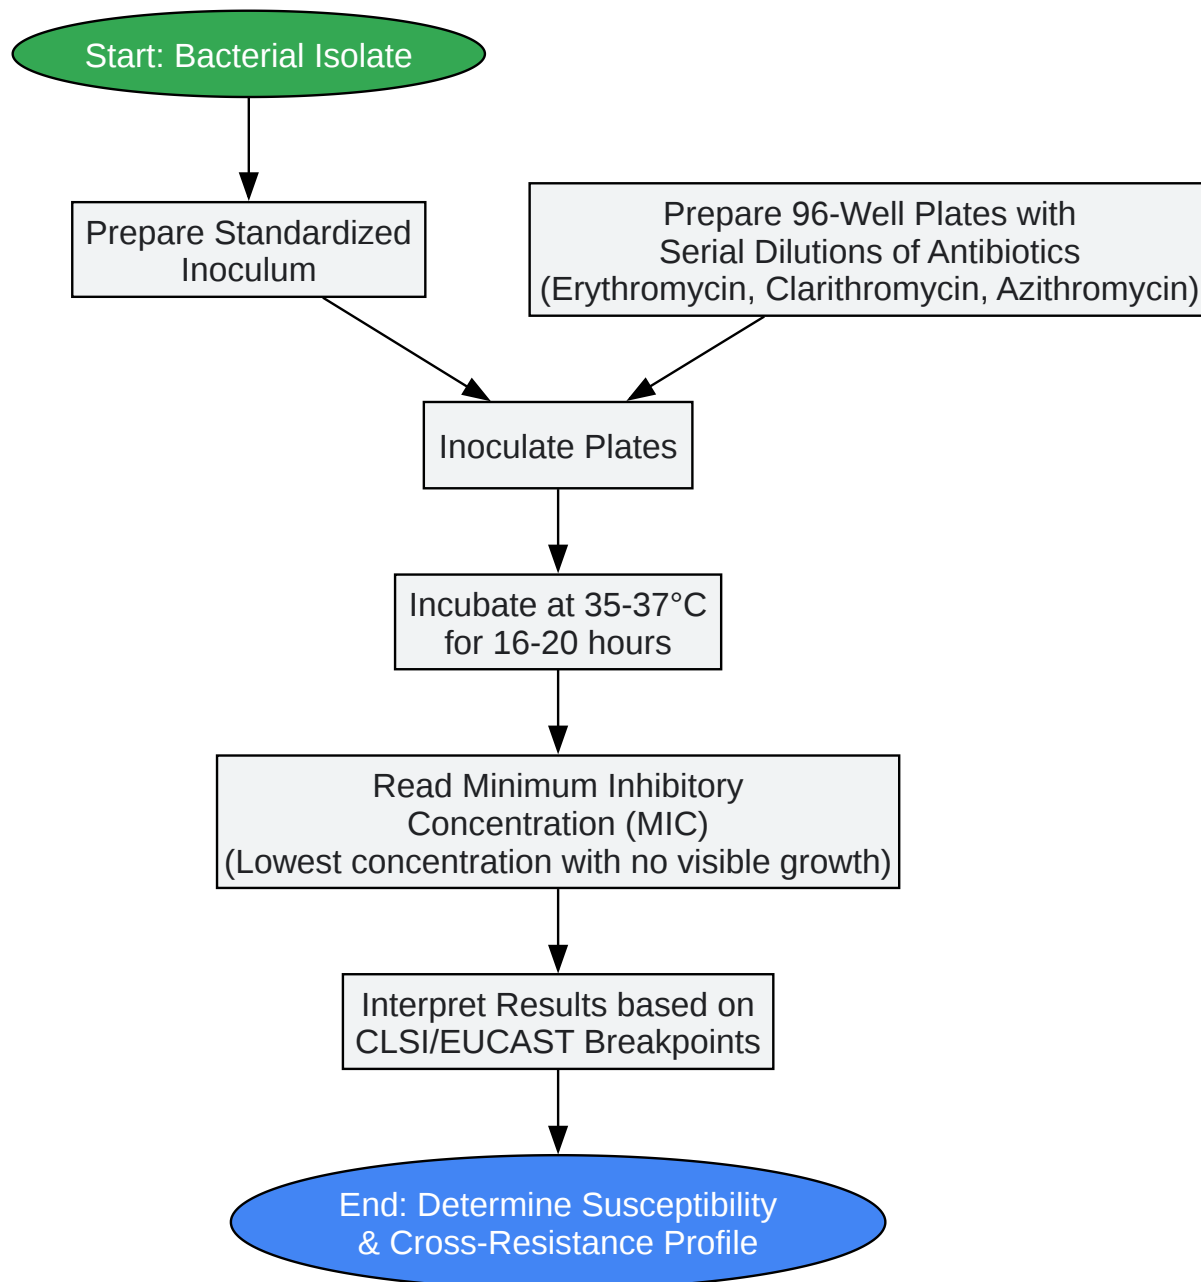 Start: Bacterial Isolate
Prepare Standardized
Inoculum
Prepare 96-Well Plates with
Serial Dilutions of Antibiotics
(Erythromycin, Clarithromycin, Azithromycin)
Inoculate Plates
Incubate at 35-37°C
for 16-20 hours
Read Minimum Inhibitory
Concentration (MIC)
(Lowest concentration with no visible growth)
Interpret Results based on
CLSI/EUCAST Breakpoints
End: Determine Susceptibility
& Cross-Resistance Profile